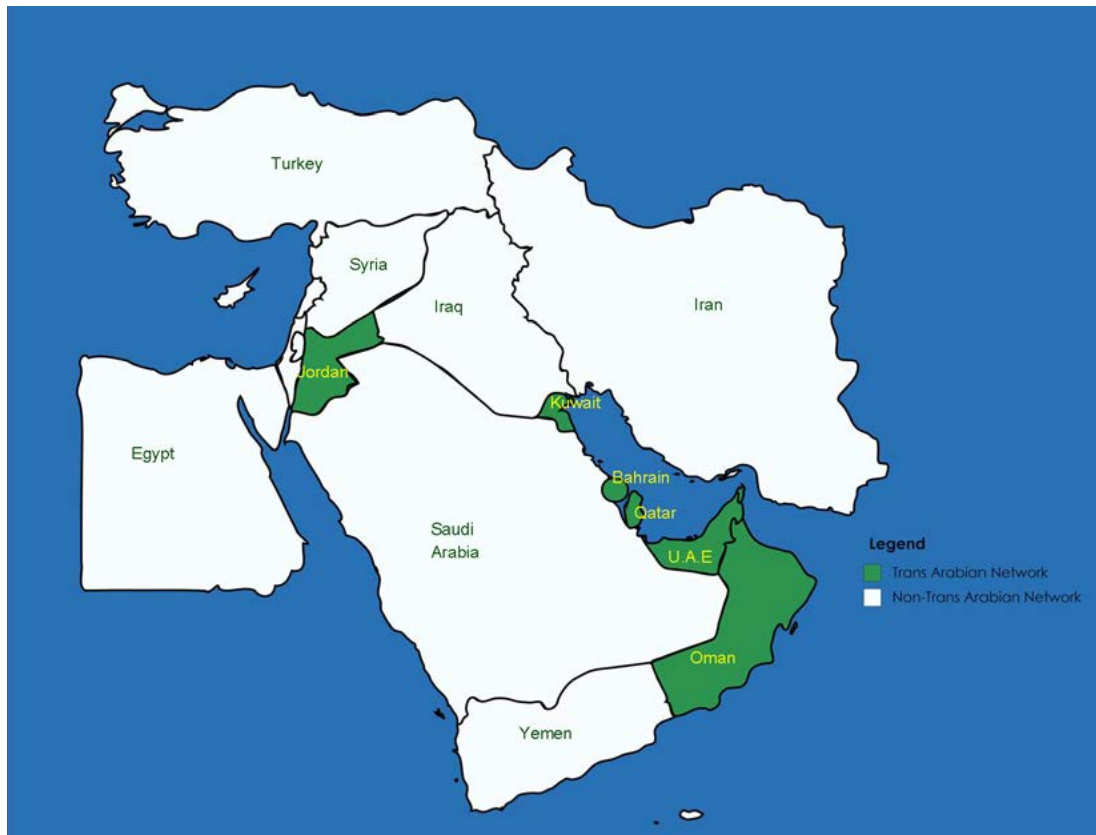 Turkey
Syria
Iraq
Iran
Jordan
Kuwait
Egypt
Bahrain
Qatar
Saudi
Arabia
U.A.E
Legend
Trans Arabian Network
Non-Trans Arabian Network
Oman
Yemen